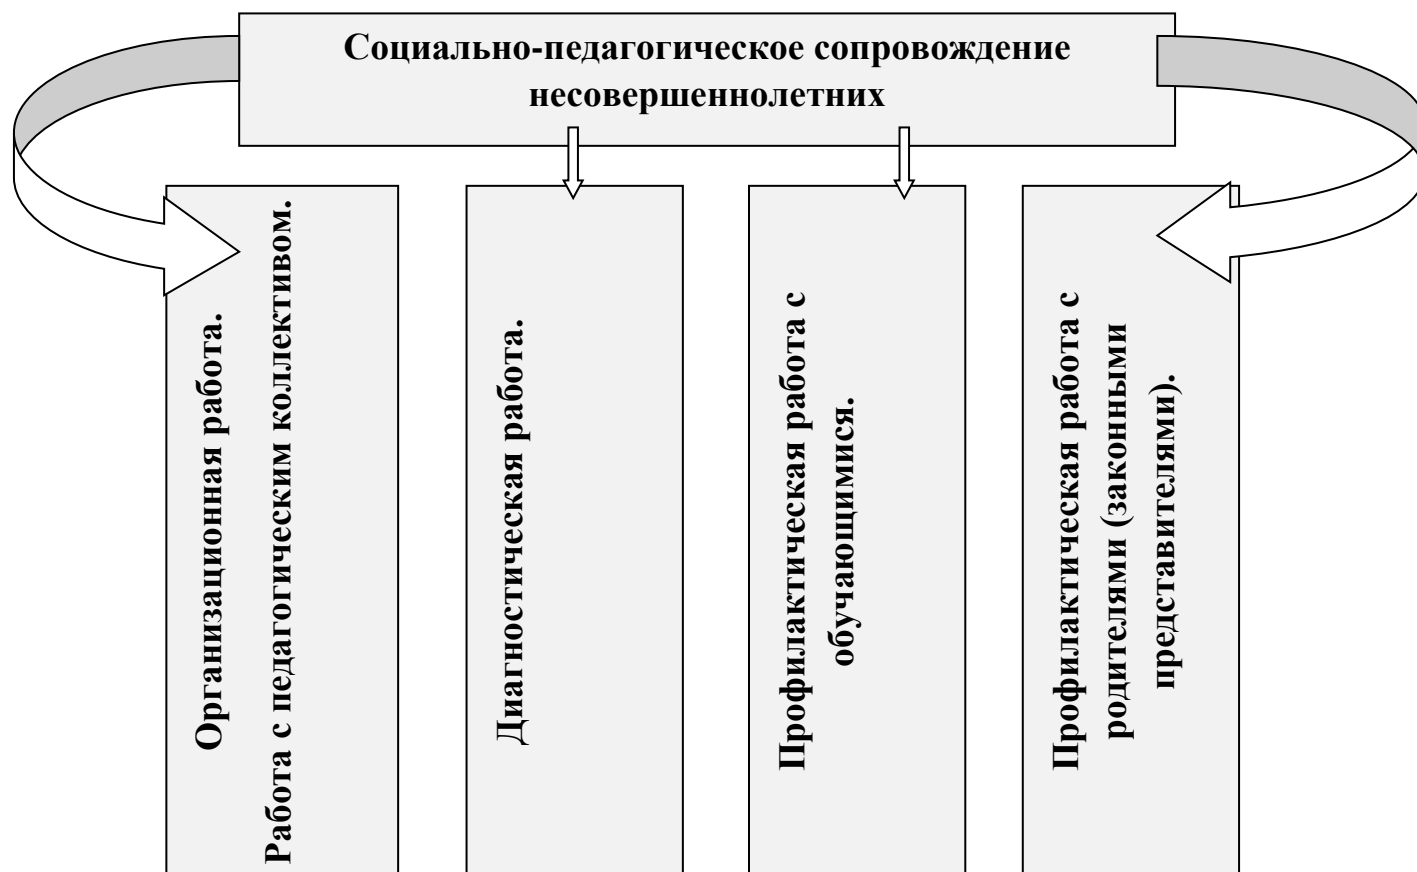 Социально-педагогическое сопровождение
несовершеннолетних
Организационная работа.
Работа с педагогическим коллективом.
Диагностическая работа.
Профилактическая работа с
обучающимися.
Профилактическая работа с
родителями (законными
представителями).